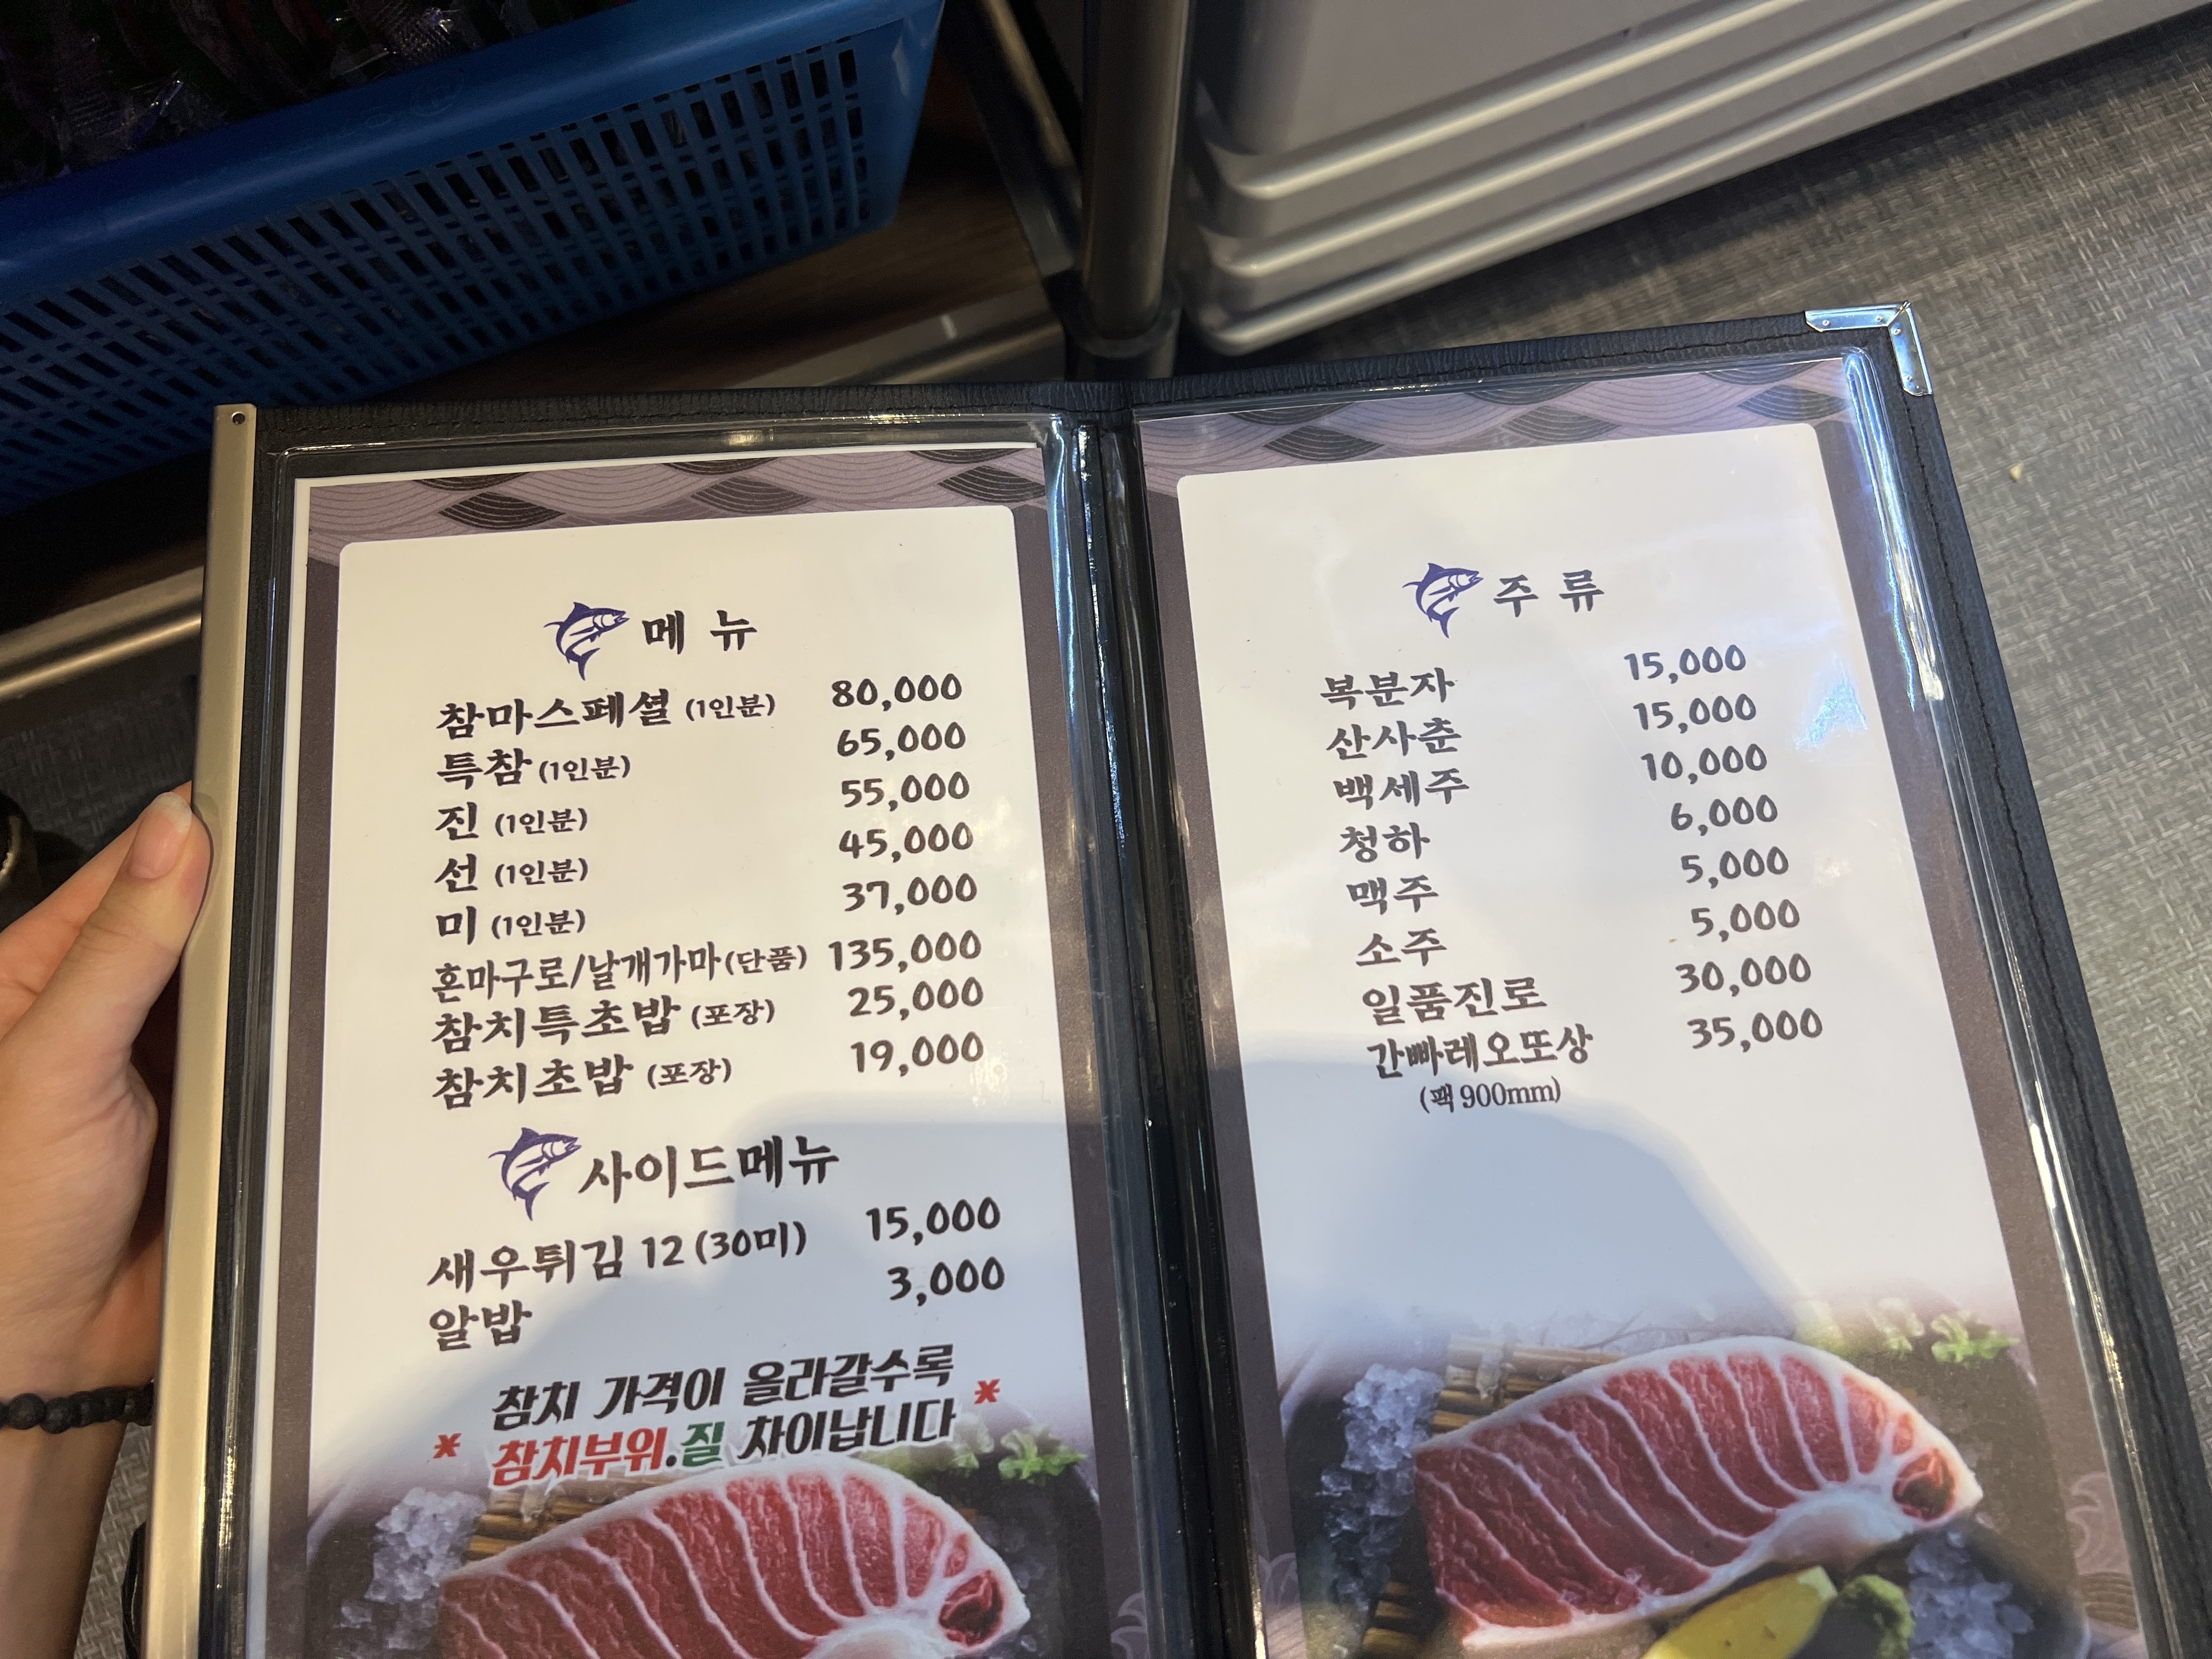 메 뉴
참마스페셜 (1인분) 80,000
특참 (1인분) 65,000
진 (1인분) 55,000
선 (1인분) 45,000
미 (1인분) 37,000
혼마구로/날개가마(단품) 135,000
참치특초밥 (포장) 25,000
참치초밥 (포장) 19,000
사이드메뉴
새우튀김 12 (30미) 15,000
알밥 3,000
참치 가격이 올라갈수록
* 참치부위.질 차이납니다 *
주 류
복분자 15,000
산사춘 15,000
백세주 10,000
청하 6,000
맥주 5,000
소주 5,000
일품진로 30,000
간빠레오또상 35,000
(팩 900mm)